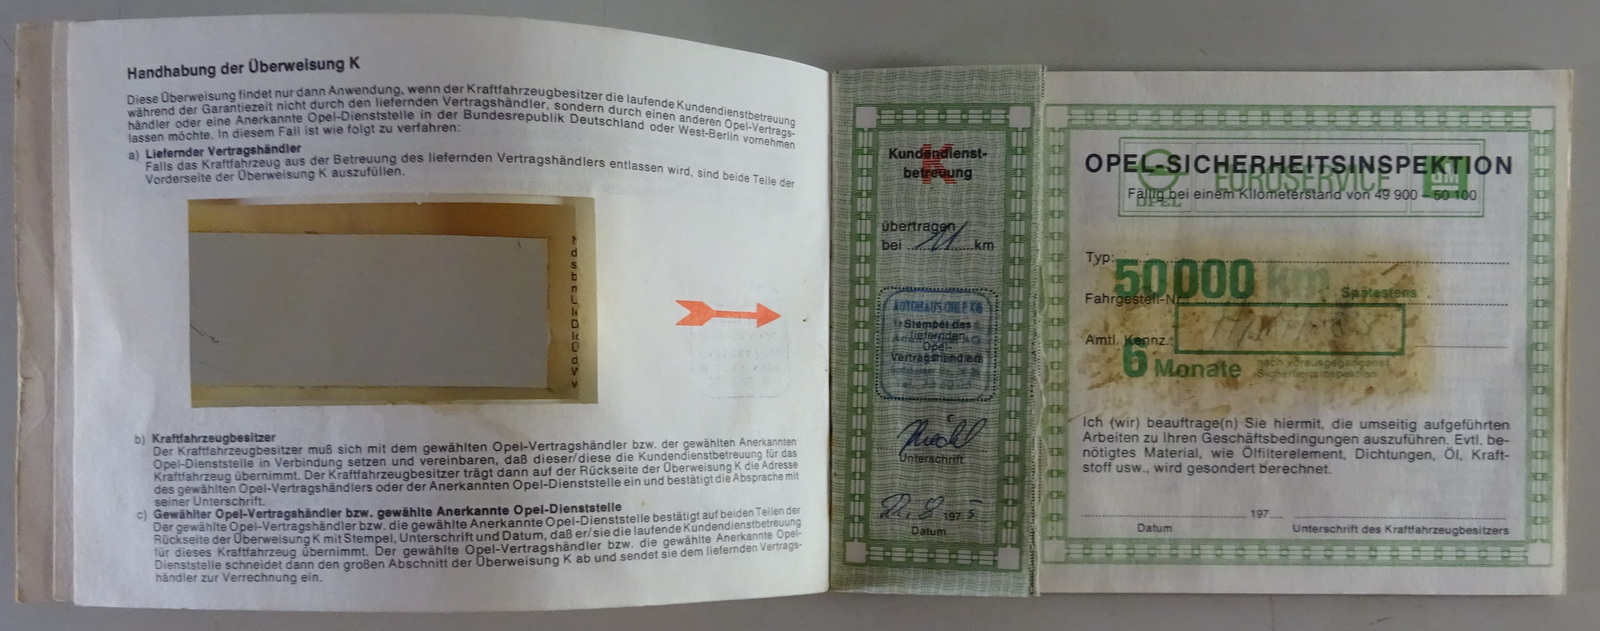 Handhabung der Überweisung K
Diese Überweisung findet nur dann Anwendung, wenn der Kraftfahrzeugbesitzer die laufende Kundendienstbetreuung
während der Garantiezeit nicht durch den liefernden Vertragshändler, sondern durch einen anderen Opel-Vertrags-
händler oder eine Anerkannte Opel-Dienststelle in der Bundesrepublik Deutschland oder West-Berlin vornehmen
lassen möchte. In diesem Fall ist wie folgt zu verfahren:
a) Liefernder Vertragshändler
Falls das Kraftfahrzeug aus der Betreuung des liefernden Vertragshändlers entlassen wird, sind beide Teile der
Vorderseite der Überweisung K auszufüllen.
b) Kraftfahrzeugbesitzer
Der Kraftfahrzeugbesitzer muß sich mit dem gewählten Opel-Vertragshändler bzw. der gewählten Anerkannten
Opel-Dienststelle in Verbindung setzen und vereinbaren, daß dieser/diese die Kundendienstbetreuung für das
Kraftfahrzeug übernimmt. Der Kraftfahrzeugbesitzer trägt dann auf der Rückseite der Überweisung K die Adresse
des gewählten Opel-Vertragshändlers oder der Anerkannten Opel-Dienststelle ein und bestätigt die Absprache mit
seiner Unterschrift.
c) Gewählter Opel-Vertragshändler bzw. gewählte Anerkannte Opel-Dienststelle
Der gewählte Opel-Vertragshändler bzw. die gewählte Anerkannte Opel-Dienststelle bestätigt auf beiden Teilen der
Rückseite der Überweisung K mit Stempel, Unterschrift und Datum, daß er/sie die laufende Kundendienstbetreuung
für dieses Kraftfahrzeug übernimmt. Der gewählte Opel-Vertragshändler bzw. die gewählte Anerkannte Opel-
Dienststelle schneidet dann den großen Abschnitt der Überweisung K ab und sendet sie dem liefernden Vertrags-
händler zur Verrechnung ein.
K
Kundendienst-
betreuung
übertragen
bei 11 km
AUTOHAUS
Stempel des
liefernden
Opel-
Vertragshändlers
Unterschrift
8. 1975
Datum
OPEL-SICHERHEITSINSPEKTION
EUROSERVICE
OPEL
Fällig bei einem Kilometerstand von 49 900 – 50 100
Typ:
50000 km
Spätestens
Fahrgestell-N
Amtl. Kennz.:
6 Monate
nach vorausgegangener
Sicherheitsinspektion
Ich (wir) beauftrage(n) Sie hiermit, die umseitig aufgeführten
Arbeiten zu Ihren Geschäftsbedingungen auszuführen. Evtl. be-
nötigtes Material, wie Ölfilterelement, Dichtungen, Öl, Kraft-
stoff usw., wird gesondert berechnet.
197
Datum
Unterschrift des Kraftfahrzeugbesitzers